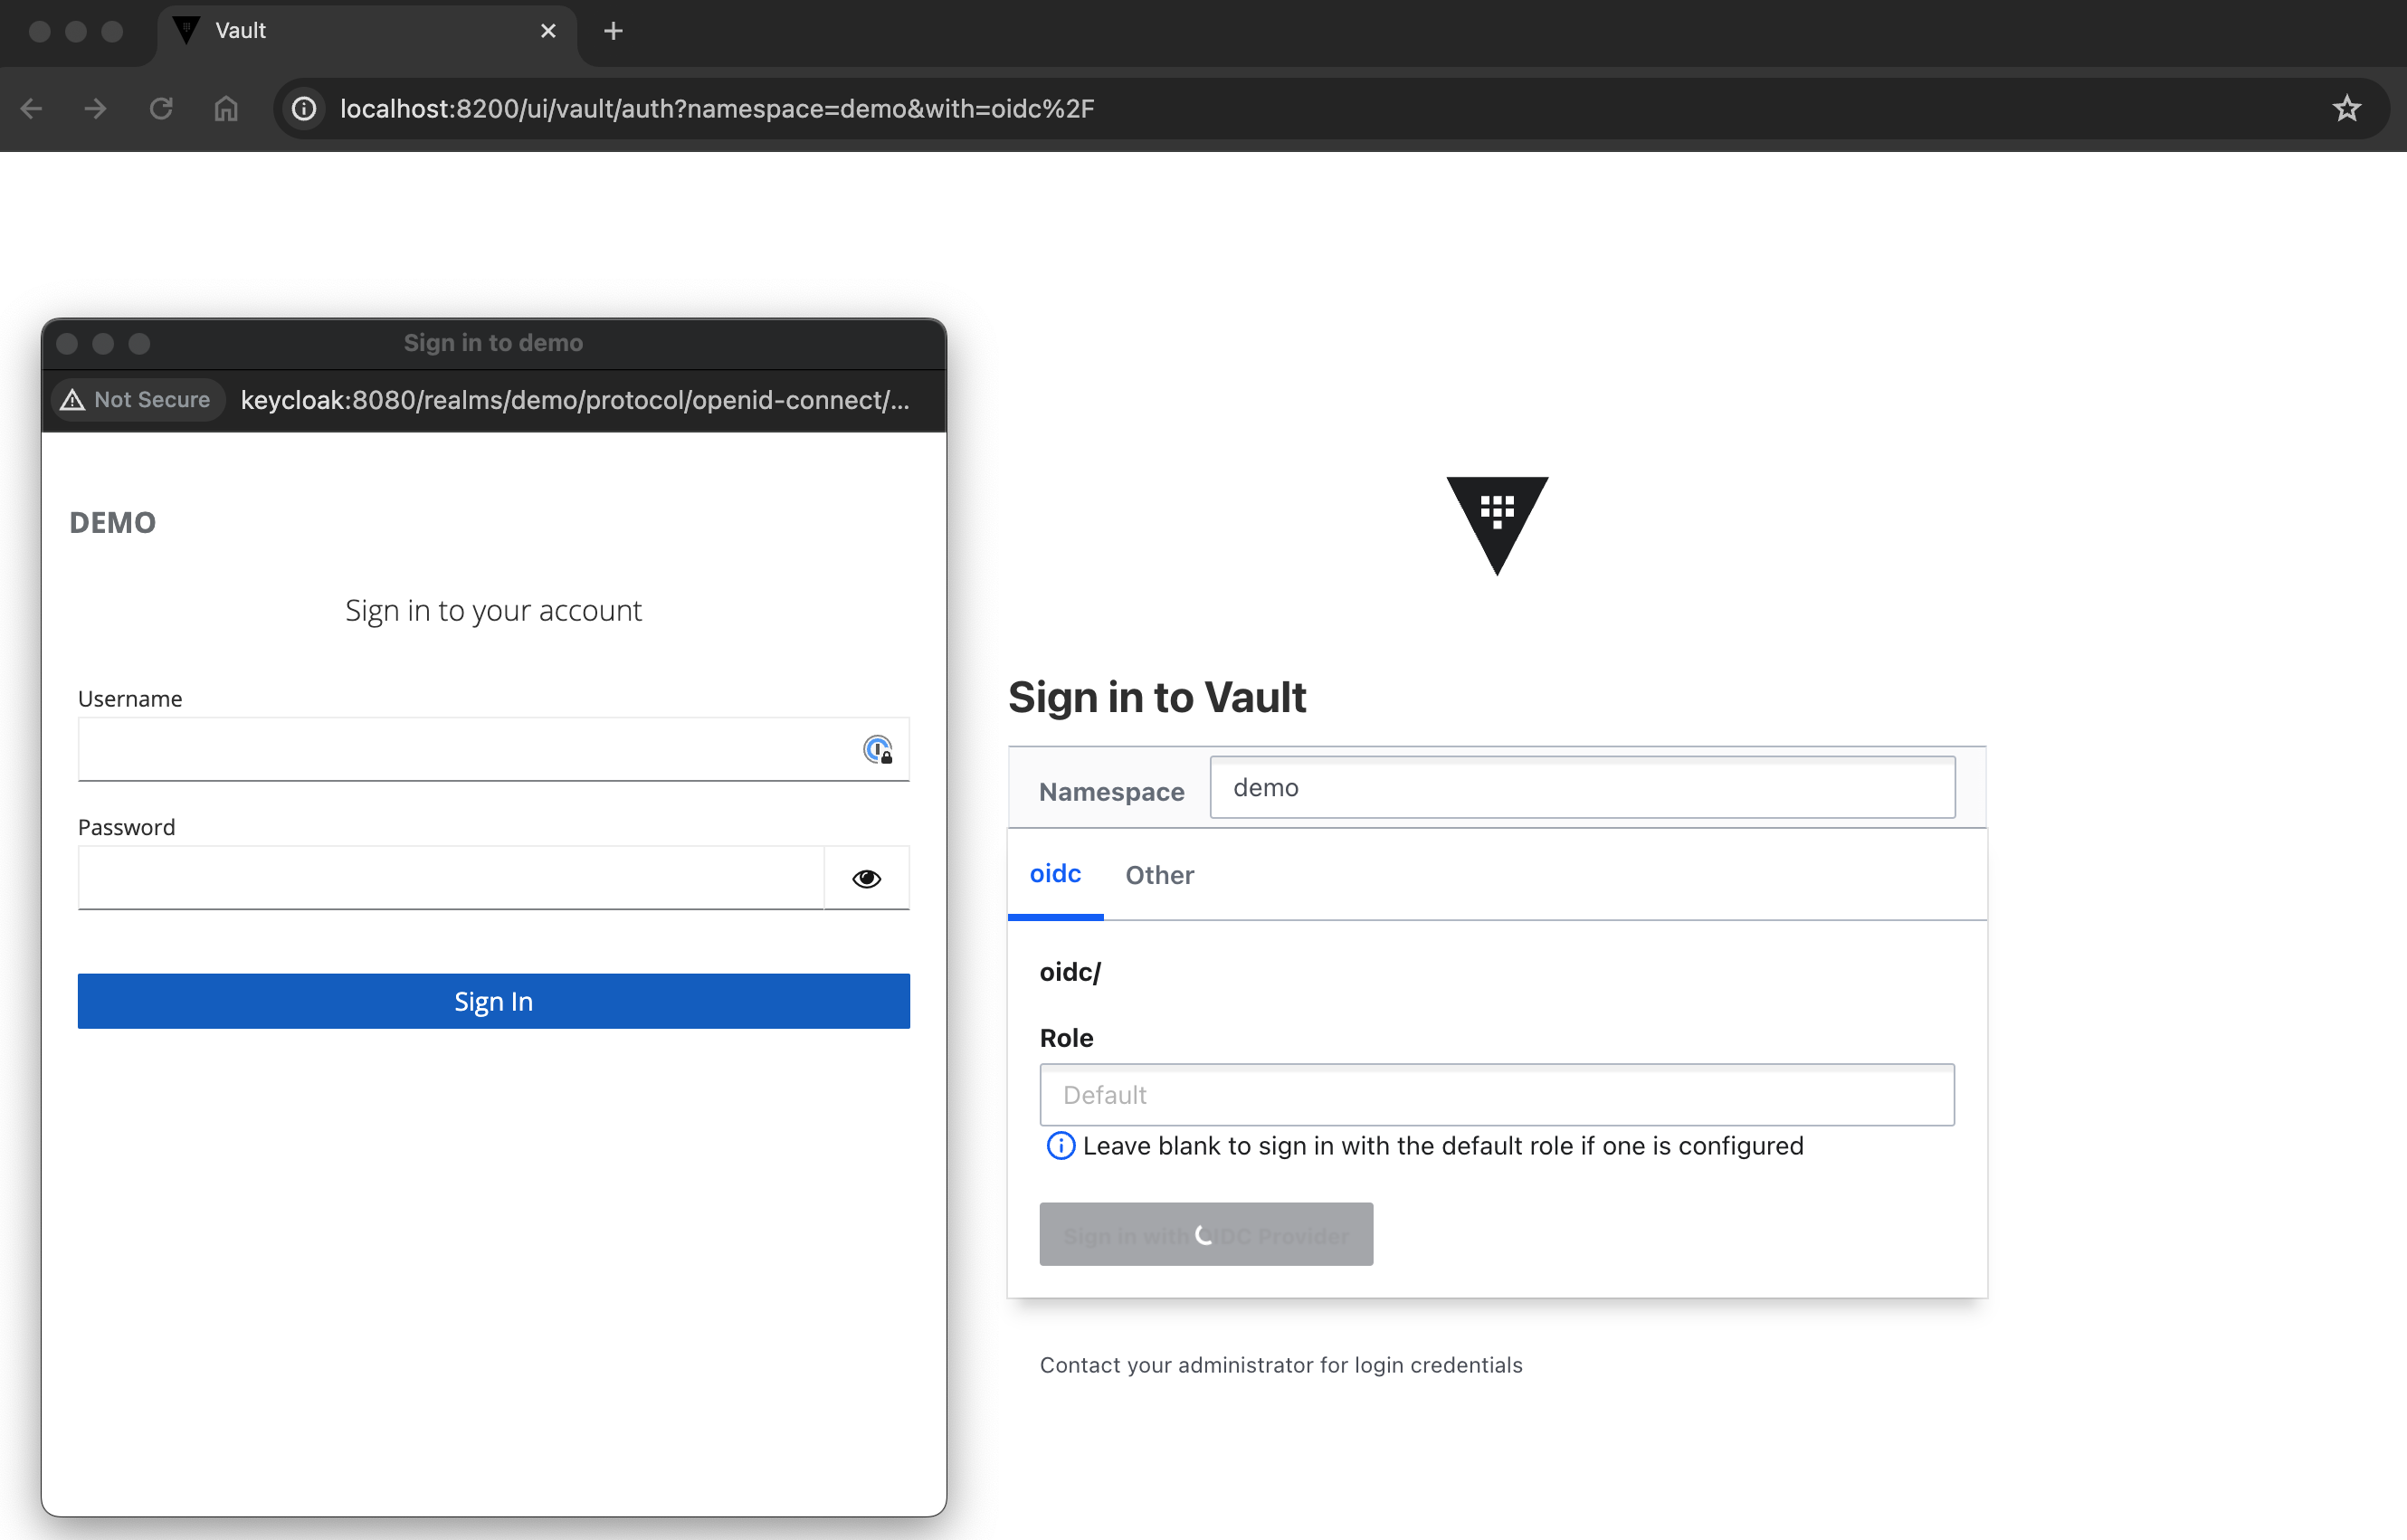 Vault
localhost:8200/ui/vault/auth?namespace=demo&with=oidc%2F
Sign in to demo
Not Secure
keycloak:8080/realms/demo/protocol/openid-connect/...
DEMO
Sign in to your account
Username
Password
Sign In
Sign in to Vault
Namespace
demo
oidc
Other
oidc/
Role
Default
Leave blank to sign in with the default role if one is configured
Sign in with OIDC Provider
Contact your administrator for login credentials